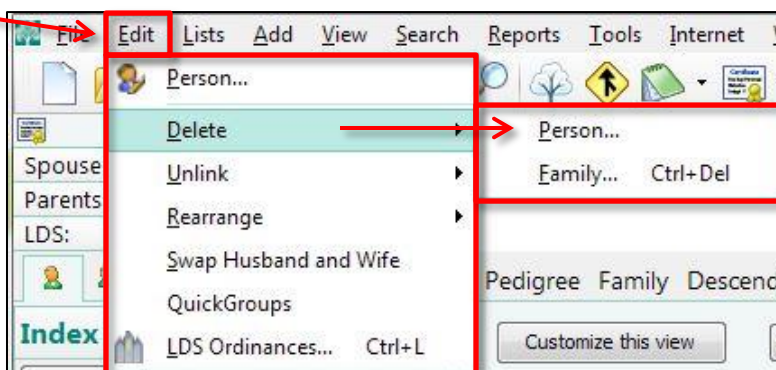 File Edit Lists Add View Search Reports Tools Internet
Person...
Delete
Person...
Spouse
Unlink
Family... Ctrl+Del
Parents
Rearrange
LDS:
Swap Husband and Wife
Pedigree Family Descend
QuickGroups
Index
LDS Ordinances... Ctrl+L
Customize this view